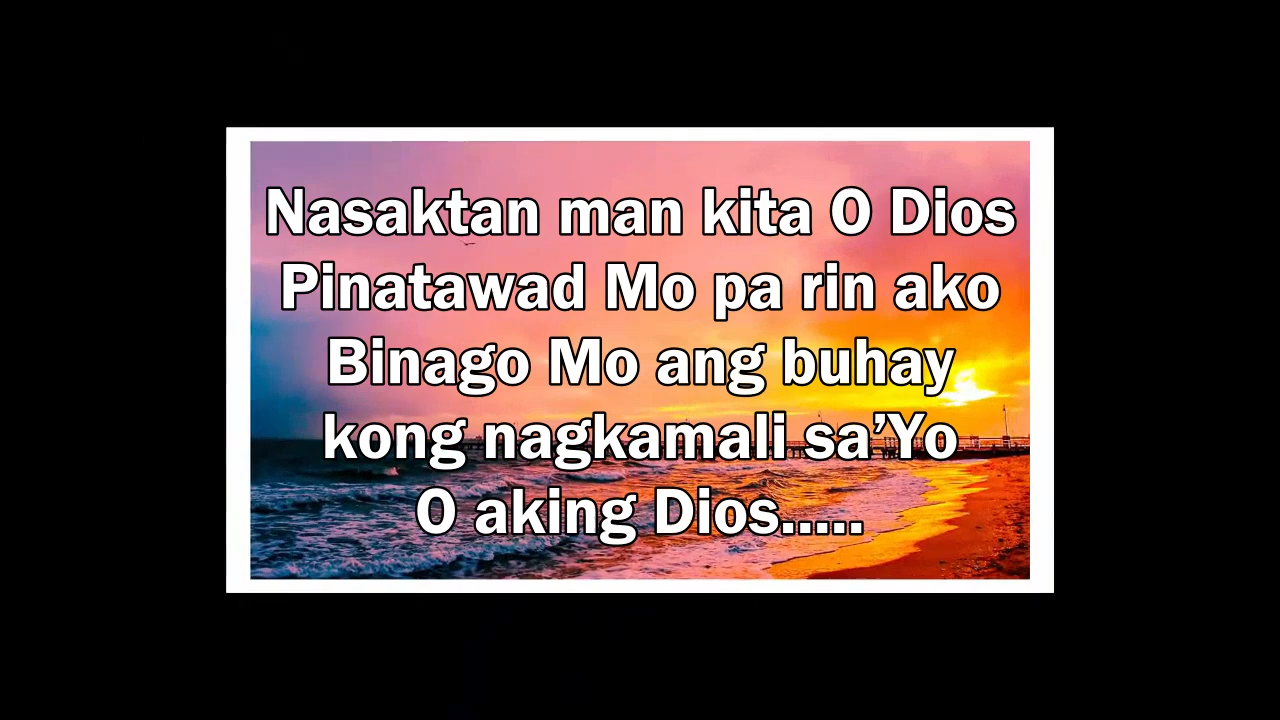 Nasaktan man kita O Dios
Pinatawad Mo pa rin ako
Binago Mo ang buhay
kong nagkamali sa’Yo
O aking Dios.....